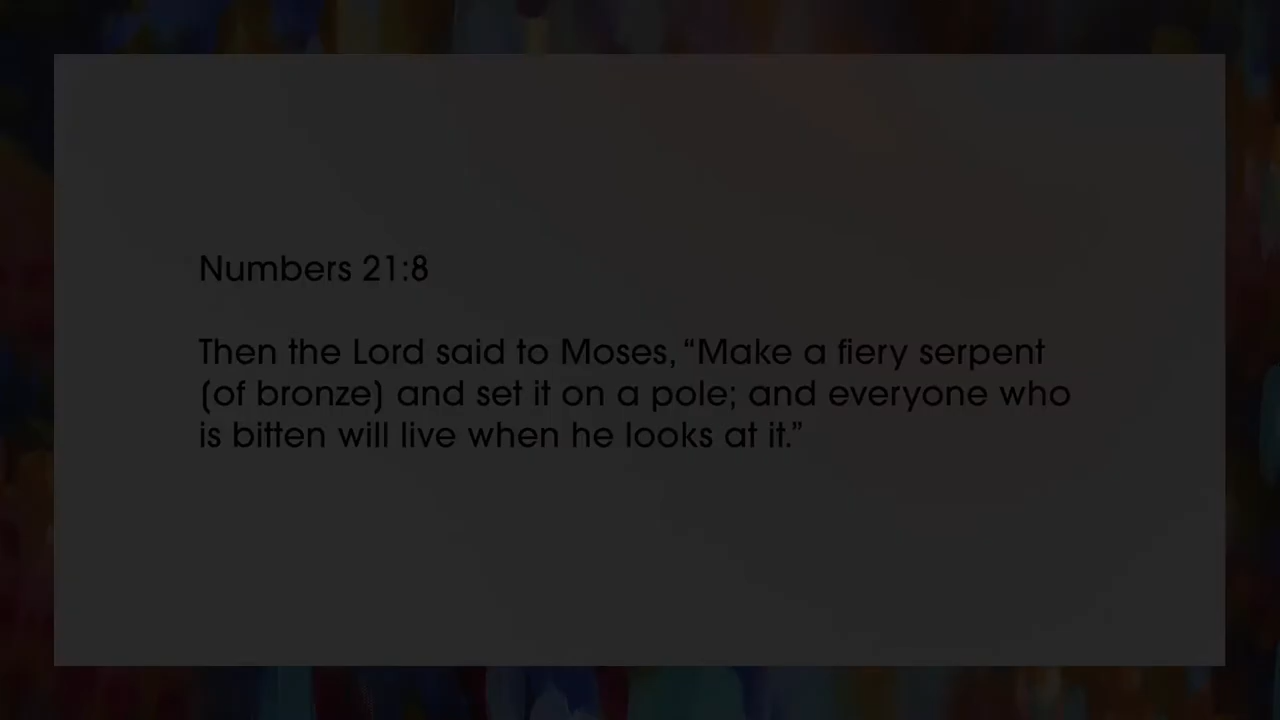 Numbers 21:8
Then the Lord said to Moses, “Make a fiery serpent
(of bronze) and set it on a pole; and everyone who
is bitten will live when he looks at it.”